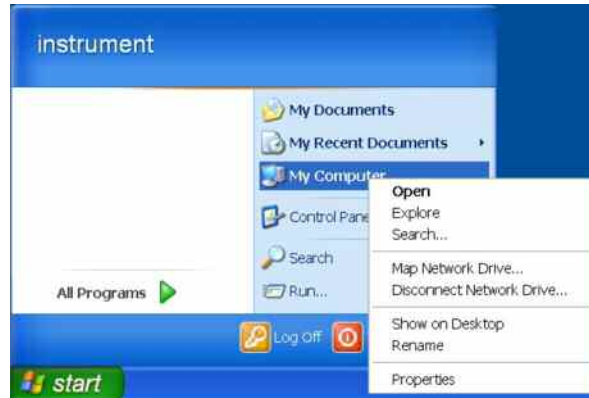 instrument
My Documents
My Recent Documents
My Computer
Control Pane
Search
Run...
All Programs
Log Off
start
Open
Explore
Search...
Map Network Drive...
Disconnect Network Drive...
Show on Desktop
Rename
Properties